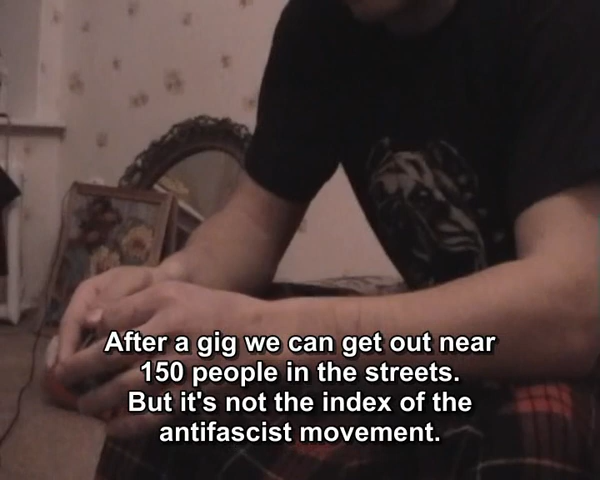 After a gig we can get out near
150 people in the streets.
But it's not the index of the
antifascist movement.